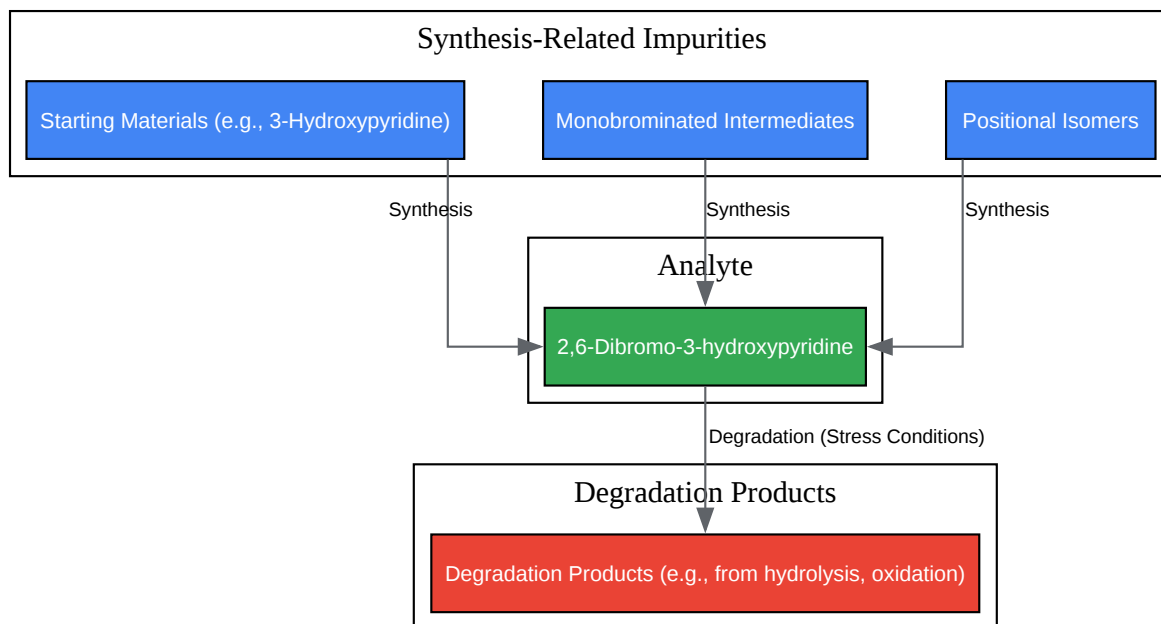 Synthesis-Related Impurities
Starting Materials (e.g., 3-Hydroxypyridine)
Monobrominated Intermediates
Positional Isomers
Synthesis
Synthesis
Synthesis
Analyte
2,6-Dibromo-3-hydroxypyridine
Degradation (Stress Conditions)
Degradation Products
Degradation Products (e.g., from hydrolysis, oxidation)